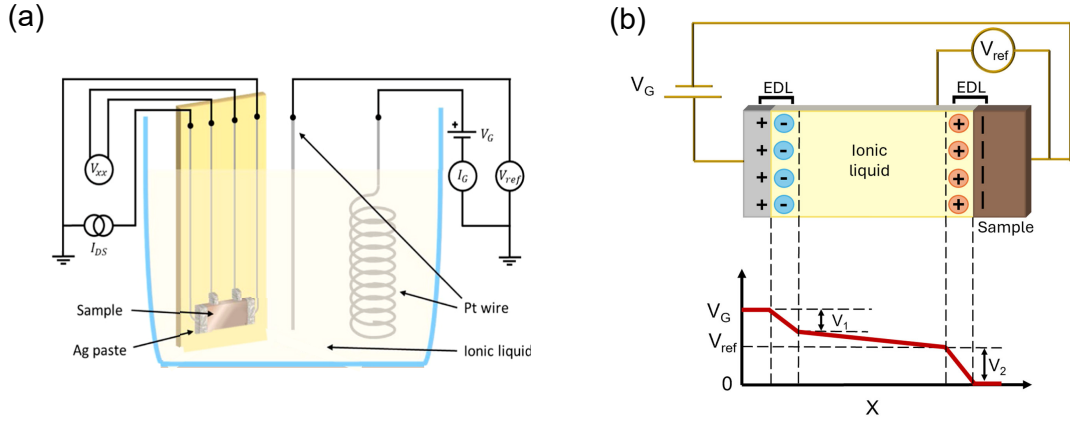 (a)
V_xx
I_DS
+
V_G
I_G
V_ref
Sample
Ag paste
Pt wire
Ionic liquid
(b)
V_G
V_ref
EDL
EDL
+ - + |
+ - + |
+ - + |
+ - + |
Ionic
liquid
Sample
V_G
V_1
V_ref
V_2
0
X